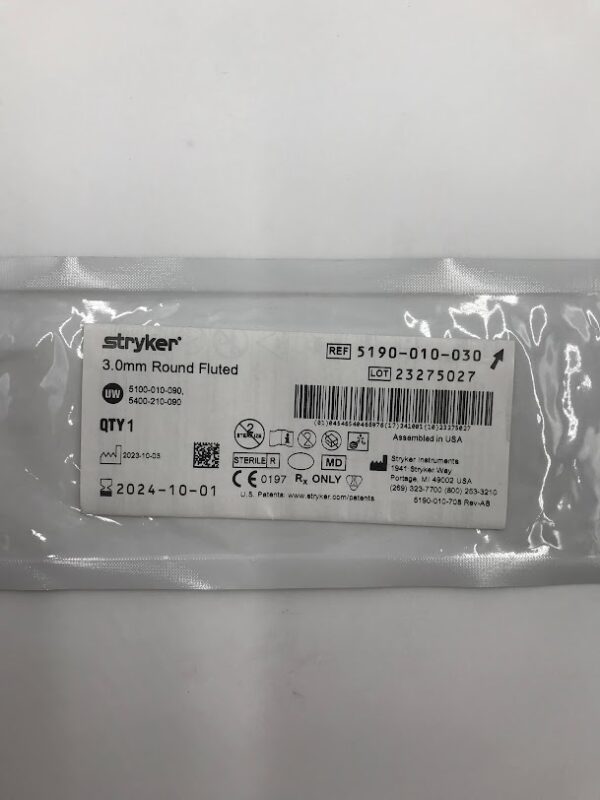 stryker®
3.0mm Round Fluted
UW 5100-010-090,
5400-210-090
QTY 1
2023-10-05
2024-10-01
REF 5190-010-030
LOT 23275027
Assembled in USA
2
STERILIZE
STERILE R
MD
CE 0197 Rx ONLY
U.S. Patents: www.stryker.com/patents
Stryker Instruments
1941 Stryker Way
Portage, MI 49002 USA
(269) 323-7700 (800) 253-3210
5190-010-708 Rev-AB